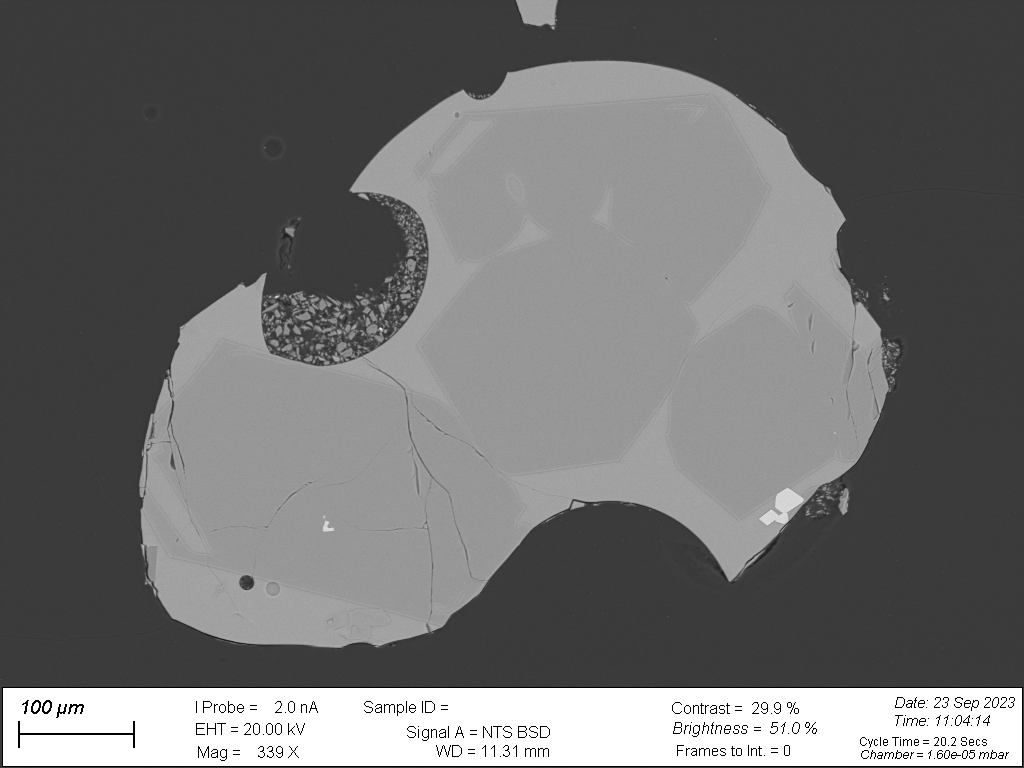 100 µm
I Probe = 2.0 nA
EHT = 20.00 kV
Mag = 339 X
Sample ID =
Signal A = NTS BSD
WD = 11.31 mm
Contrast = 29.9 %
Brightness = 51.0 %
Frames to Int. = 0
Date: 23 Sep 2023
Time: 11:04:14
Cycle Time = 20.2 Secs
Chamber = 1.60e-05 mbar